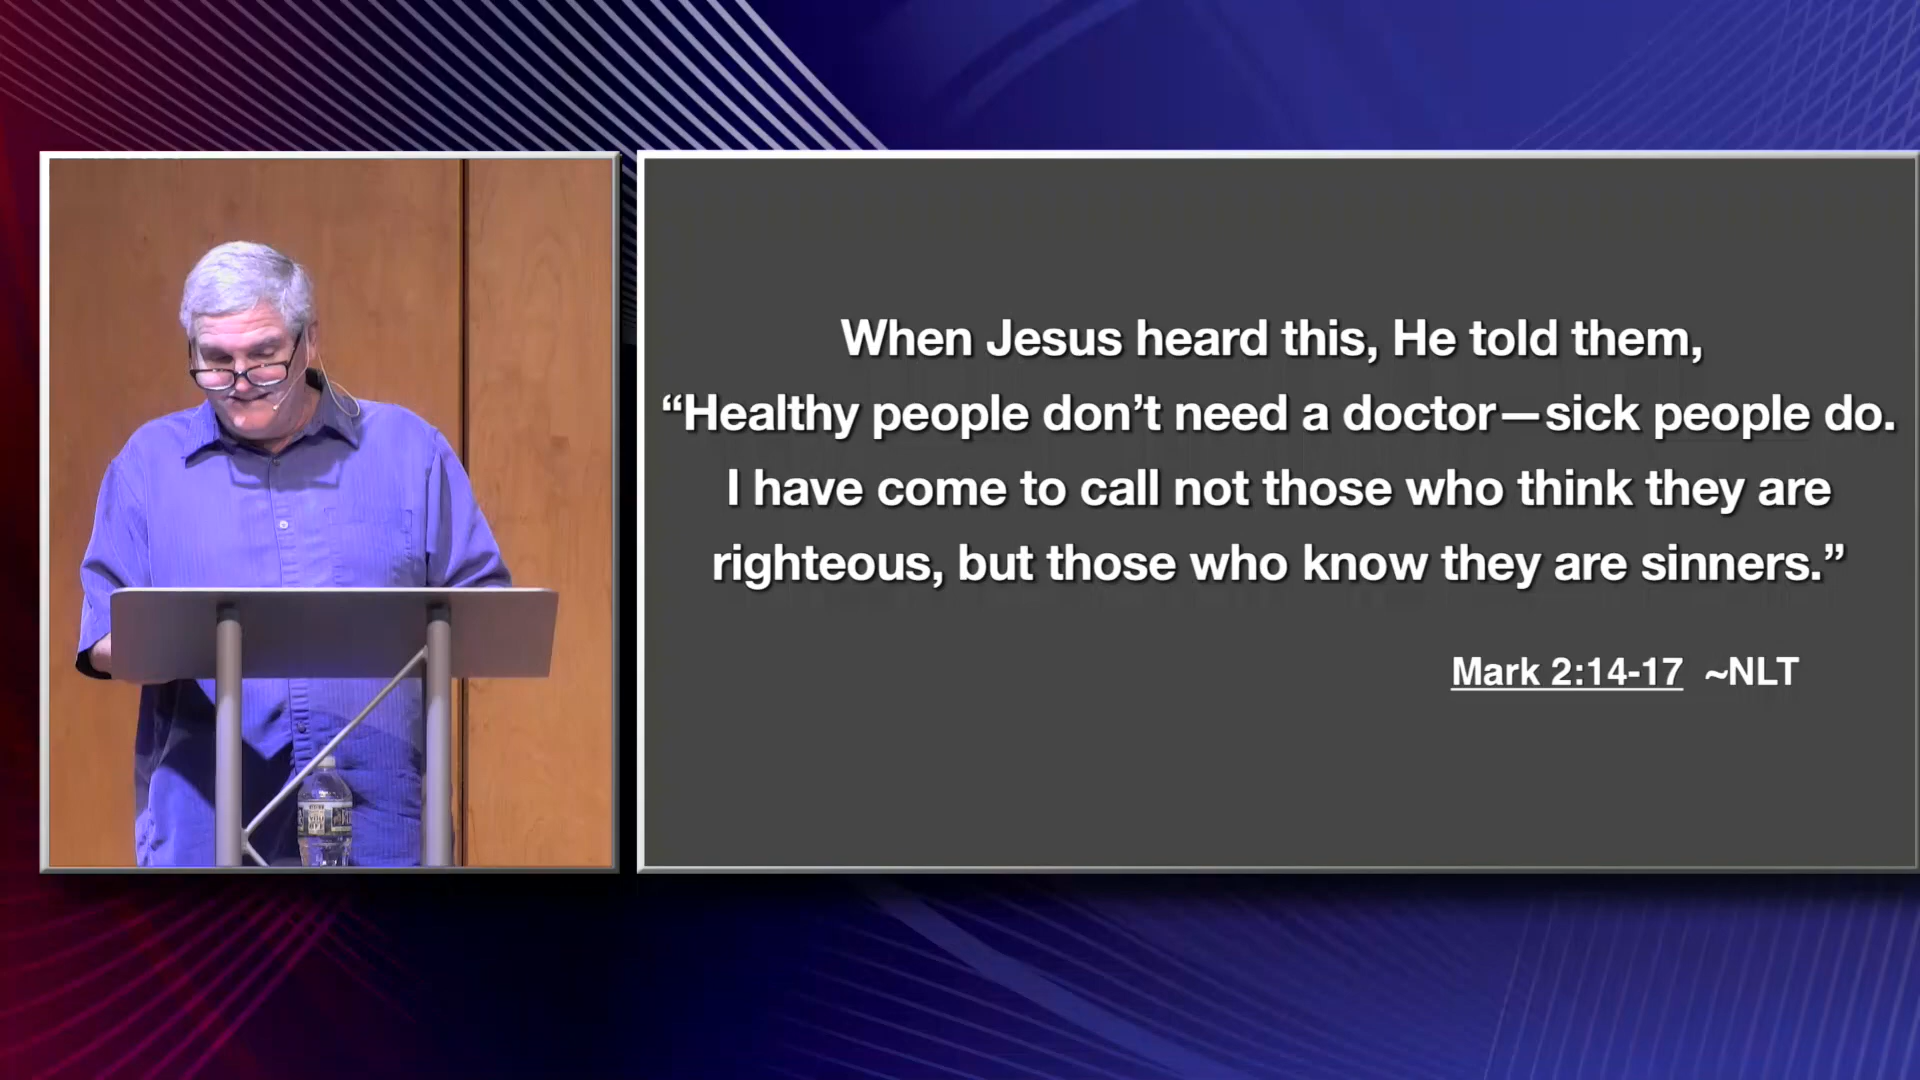 When Jesus heard this, He told them,
“Healthy people don’t need a doctor—sick people do.
I have come to call not those who think they are
righteous, but those who know they are sinners.”
Mark 2:14-17 ~NLT